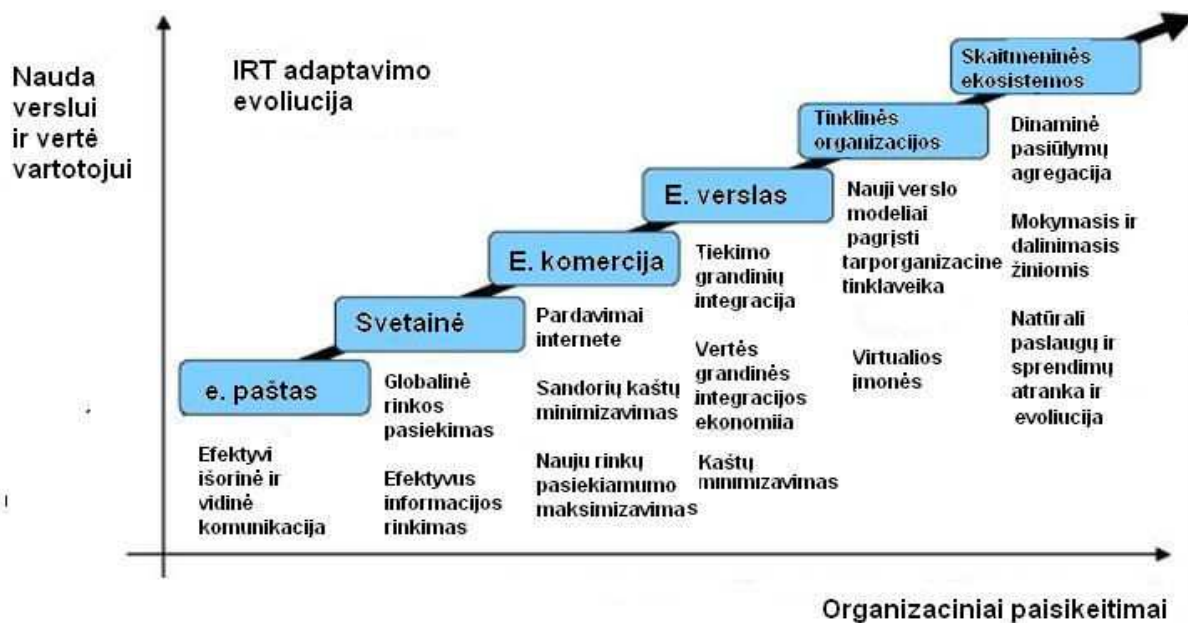 Nauda
verslui
ir vertė
vartotojui
IRT adaptavimo
evoliucija
e. paštas
Efektyvi
išorinė ir
vidinė
komunikacija
Svetainė
Globalinė
rinkos
pasiekimas
Efektyvus
informacijos
rinkimas
E. komercija
Pardavimai
internete
Sandorių kaštų
minimizavimas
Nauju rinkų
pasiekiamumo
maksimizavimas
E. verslas
Tiekimo
grandinių
integracija
Vertės
grandinės
integracijos
ekonomiia
Kaštų
minimizavimas
Tinklinės
organizacijos
Nauji verslo
modeliai
pagrįsti
tarporganizacine
tinklaveika
Virtualios
įmonės
Skaitmeninės
ekosistemos
Dinaminė
pasiūlymų
agregacija
Mokymasis ir
dalinimasis
žiniomis
Natūrali
paslaugų ir
sprendimų
atranka ir
evoliucija
Organizaciniai paisikeitimai